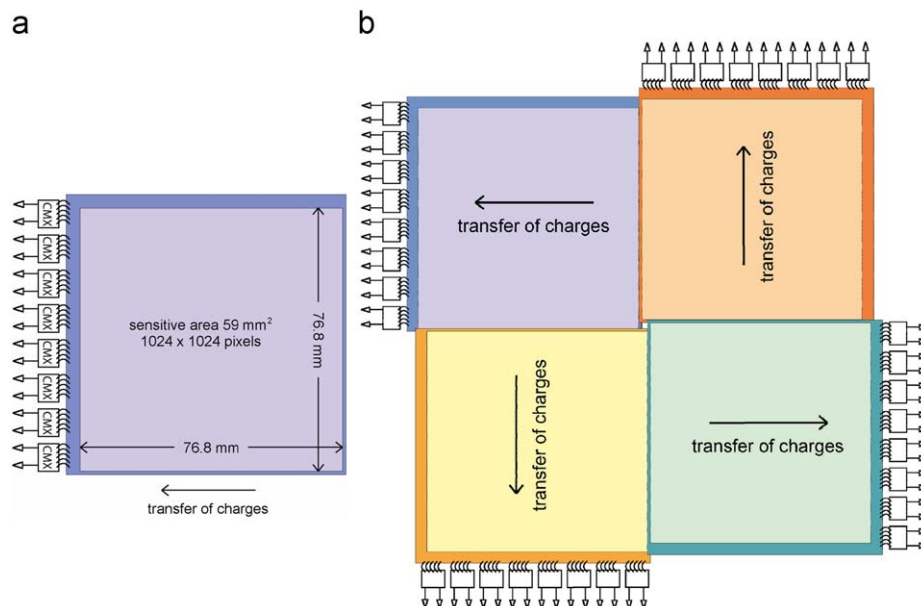 a
b
CMX
CMX
CMX
CMX
CMX
CMX
CMX
CMX
sensitive area 59 mm²
1024 x 1024 pixels
76.8 mm
76.8 mm
transfer of charges
transfer of charges
transfer of charges
transfer of charges
transfer of charges